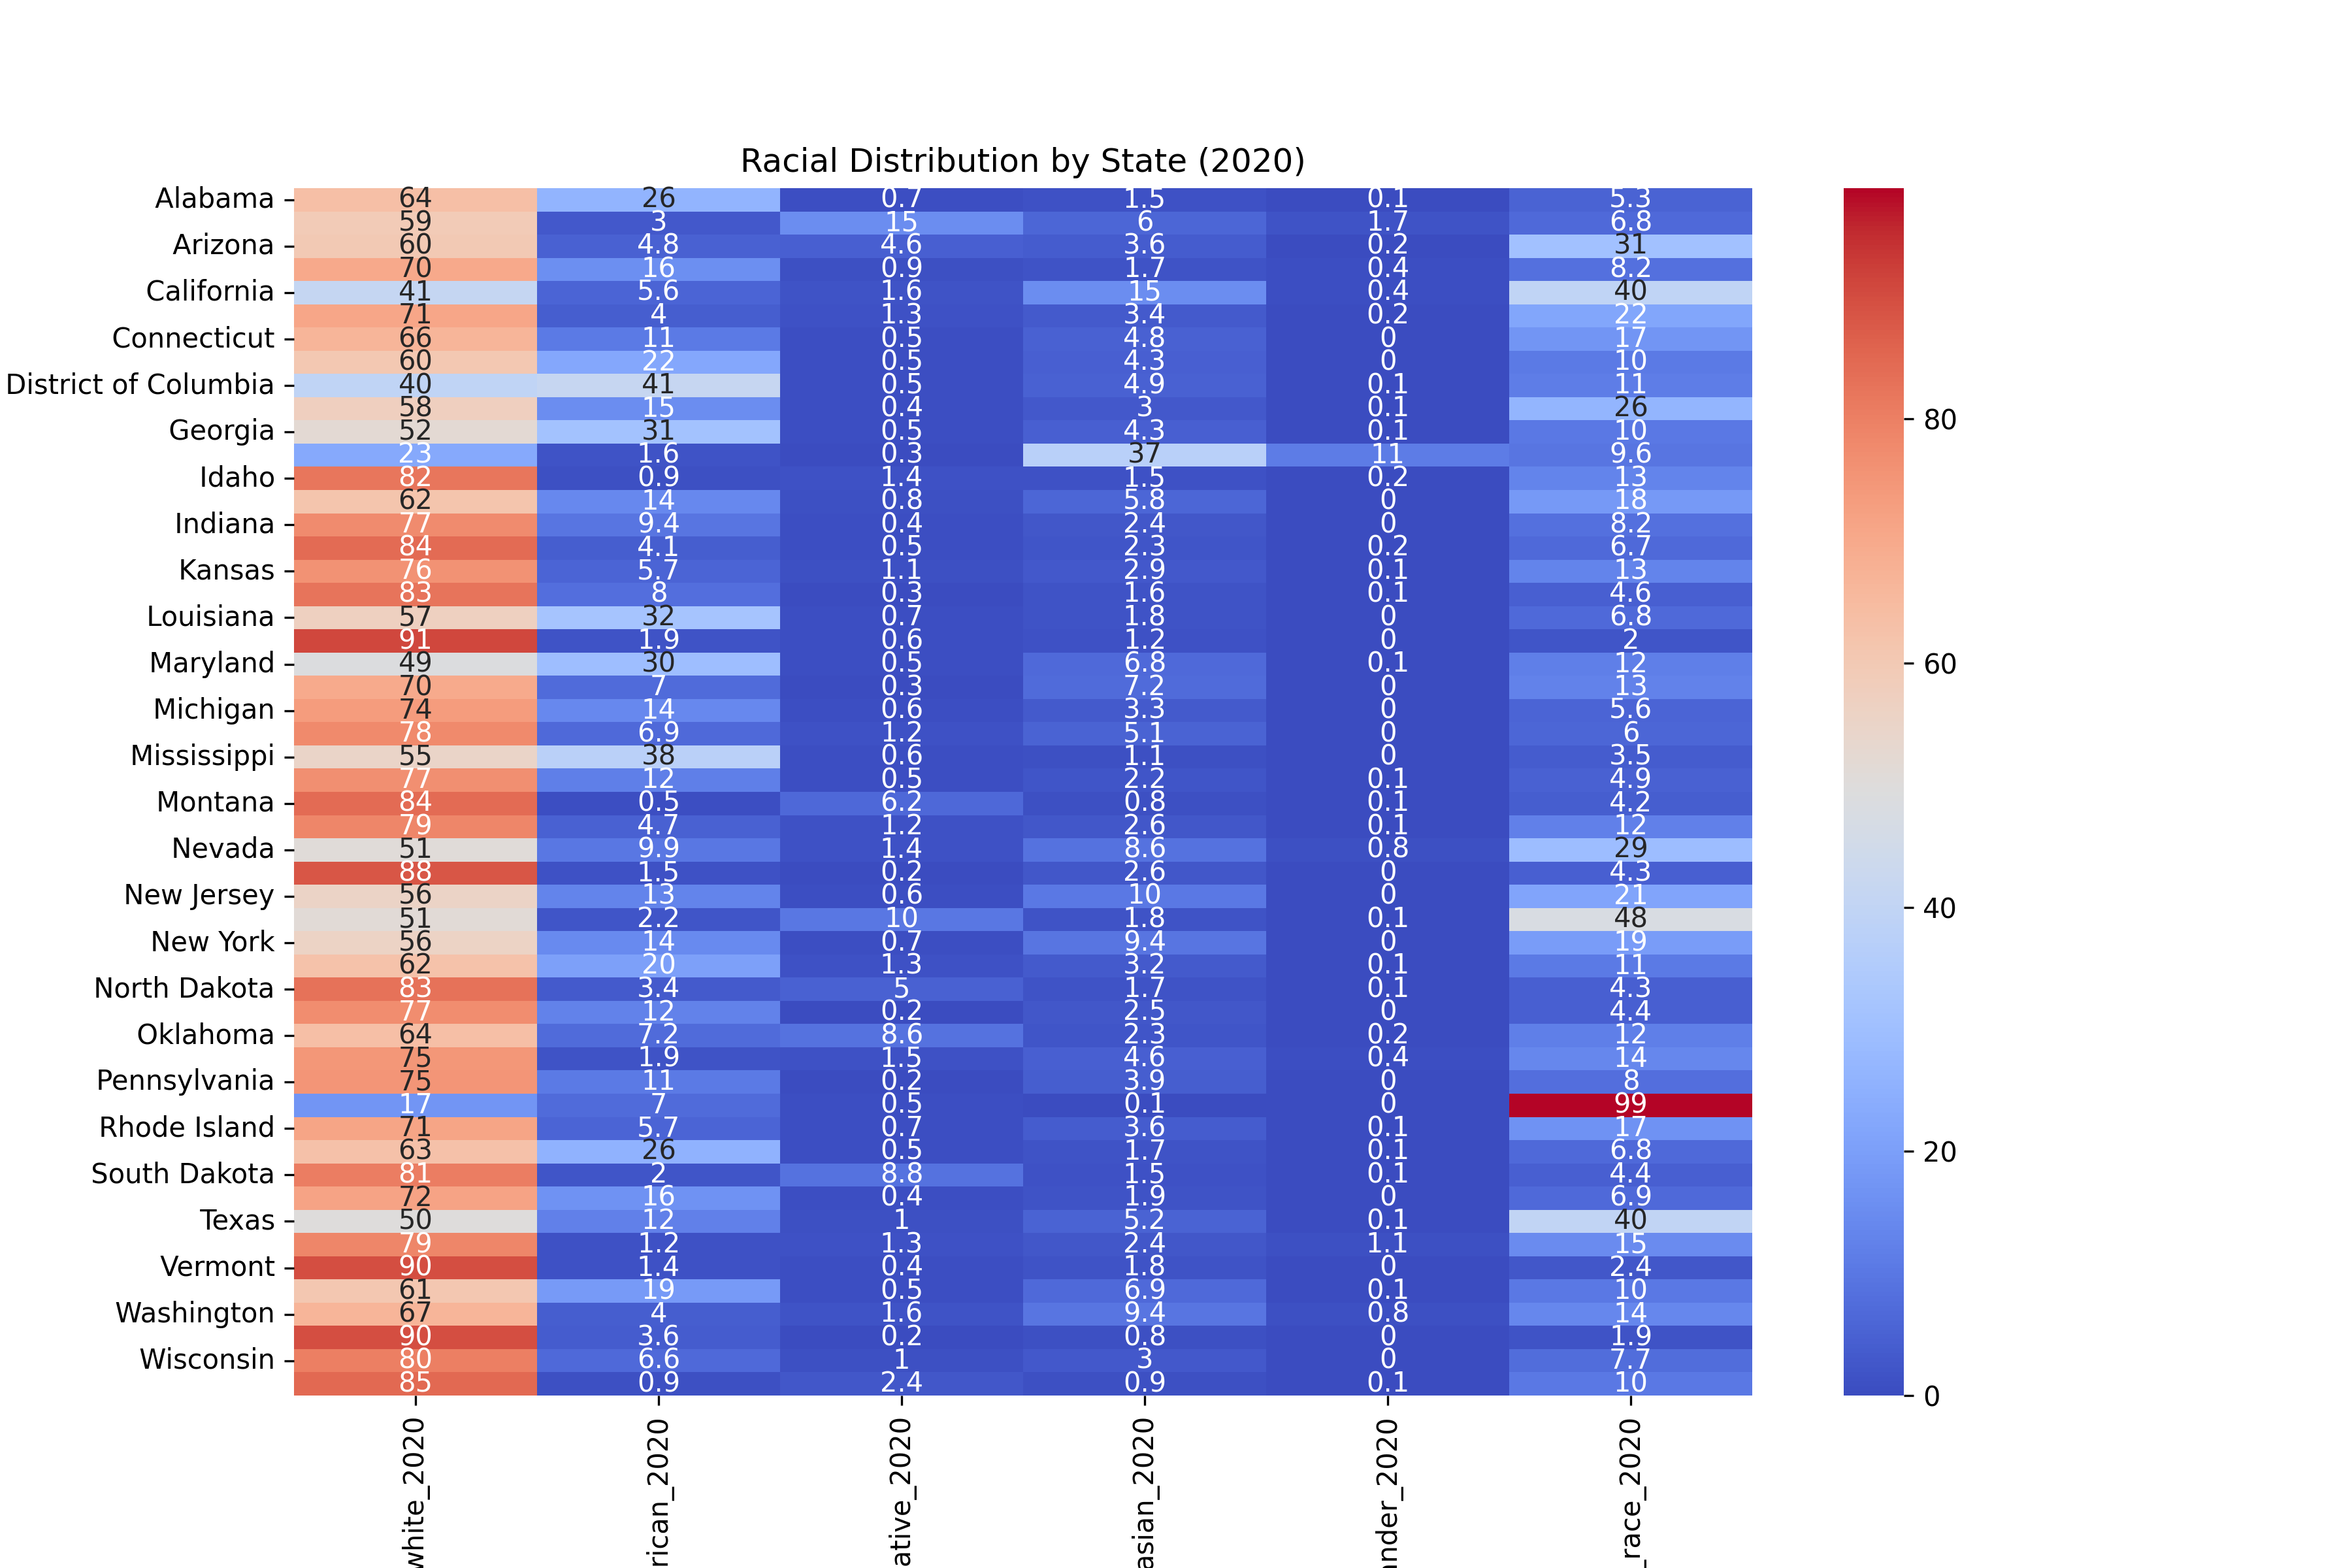 Racial Distribution by State (2020)
Alabama 64 26 0.7 1.5 0.1 5.3
59 3 15 6 1.7 6.8
Arizona 60 4.8 4.6 3.6 0.2 31
70 16 0.9 1.7 0.4 8.2
California 41 5.6 1.6 15 0.4 40
71 4 1.3 3.4 0.2 22
Connecticut 66 11 0.5 4.8 0 17
60 22 0.5 4.3 0 10
District of Columbia 40 41 0.5 4.9 0.1 11
58 15 0.4 3 0.1 26
Georgia 52 31 0.5 4.3 0.1 10
23 1.6 0.3 37 11 9.6
Idaho 82 0.9 1.4 1.5 0.2 13
62 14 0.8 5.8 0 18
Indiana 77 9.4 0.4 2.4 0 8.2
84 4.1 0.5 2.3 0.2 6.7
Kansas 76 5.7 1.1 2.9 0.1 13
83 8 0.3 1.6 0.1 4.6
Louisiana 57 32 0.7 1.8 0 6.8
91 1.9 0.6 1.2 0 2
Maryland 49 30 0.5 6.8 0.1 12
70 7 0.3 7.2 0 13
Michigan 74 14 0.6 3.3 0 5.6
78 6.9 1.2 5.1 0 6
Mississippi 55 38 0.6 1.1 0 3.5
77 12 0.5 2.2 0.1 4.9
Montana 84 0.5 6.2 0.8 0.1 4.2
79 4.7 1.2 2.6 0.1 12
Nevada 51 9.9 1.4 8.6 0.8 29
88 1.5 0.2 2.6 0 4.3
New Jersey 56 13 0.6 10 0 21
51 2.2 10 1.8 0.1 48
New York 56 14 0.7 9.4 0 19
62 20 1.3 3.2 0.1 11
North Dakota 83 3.4 5 1.7 0.1 4.3
77 12 0.2 2.5 0 4.4
Oklahoma 64 7.2 8.6 2.3 0.2 12
75 1.9 1.5 4.6 0.4 14
Pennsylvania 75 11 0.2 3.9 0 8
17 7 0.5 0.1 0 99
Rhode Island 71 5.7 0.7 3.6 0.1 17
63 26 0.5 1.7 0.1 6.8
South Dakota 81 2 8.8 1.5 0.1 4.4
72 16 0.4 1.9 0 6.9
Texas 50 12 1 5.2 0.1 40
79 1.2 1.3 2.4 1.1 15
Vermont 90 1.4 0.4 1.8 0 2.4
61 19 0.5 6.9 0.1 10
Washington 67 4 1.6 9.4 0.8 14
90 3.6 0.2 0.8 0 1.9
Wisconsin 80 6.6 1 3 0 7.7
85 0.9 2.4 0.9 0.1 10
white_2020
rican_2020
ative_2020
asian_2020
ander_2020
_race_2020
80
60
40
20
0